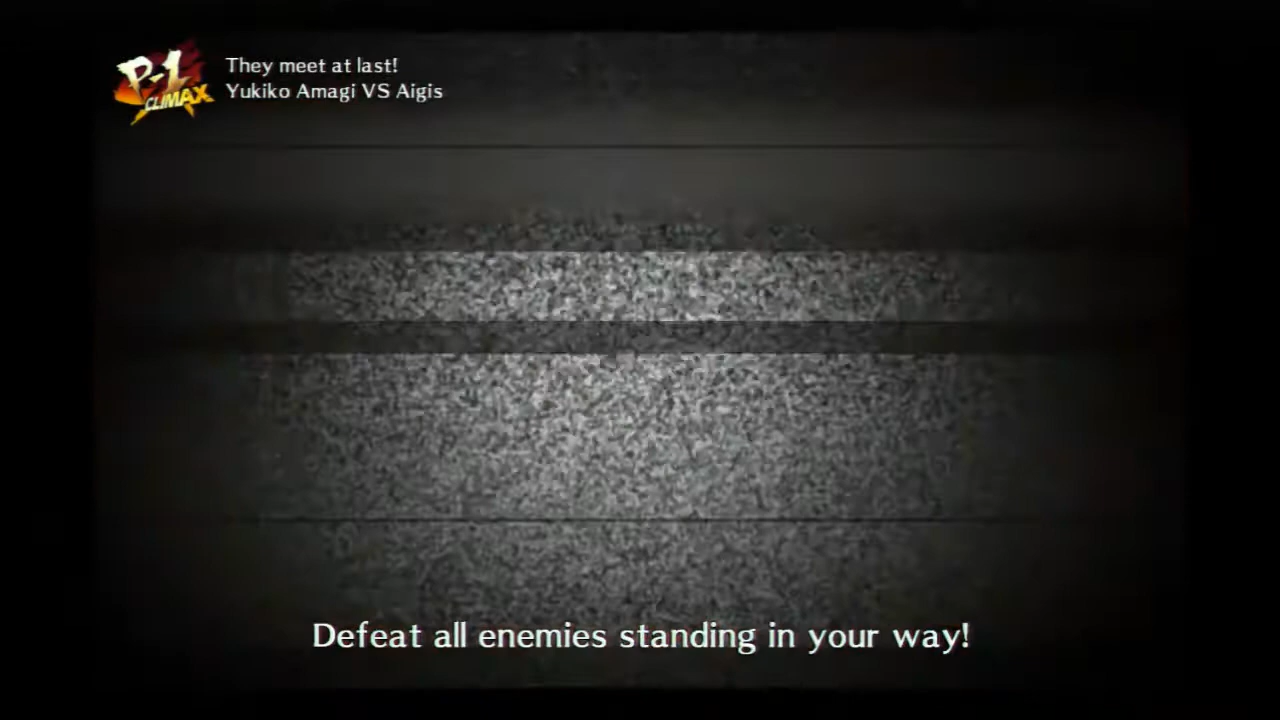 P-1
CLIMAX
They meet at last!
Yukiko Amagi VS Aigis
Defeat all enemies standing in your way!